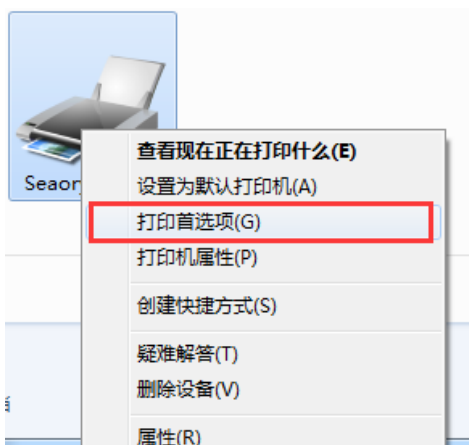 查看现在正在打印什么(E)
Seaor
设置为默认打印机(A)
打印首选项(G)
打印机属性(P)
创建快捷方式(S)
疑难解答(T)
删除设备(V)
属性(R)